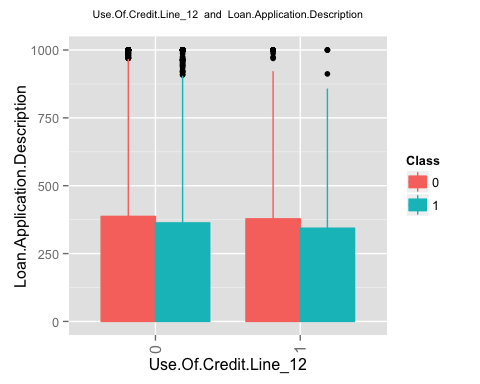 Use.Of.Credit.Line_12 and Loan.Application.Description
1000
750
500
250
0
Loan.Application.Description
0
1
Use.Of.Credit.Line_12
Class
0
1